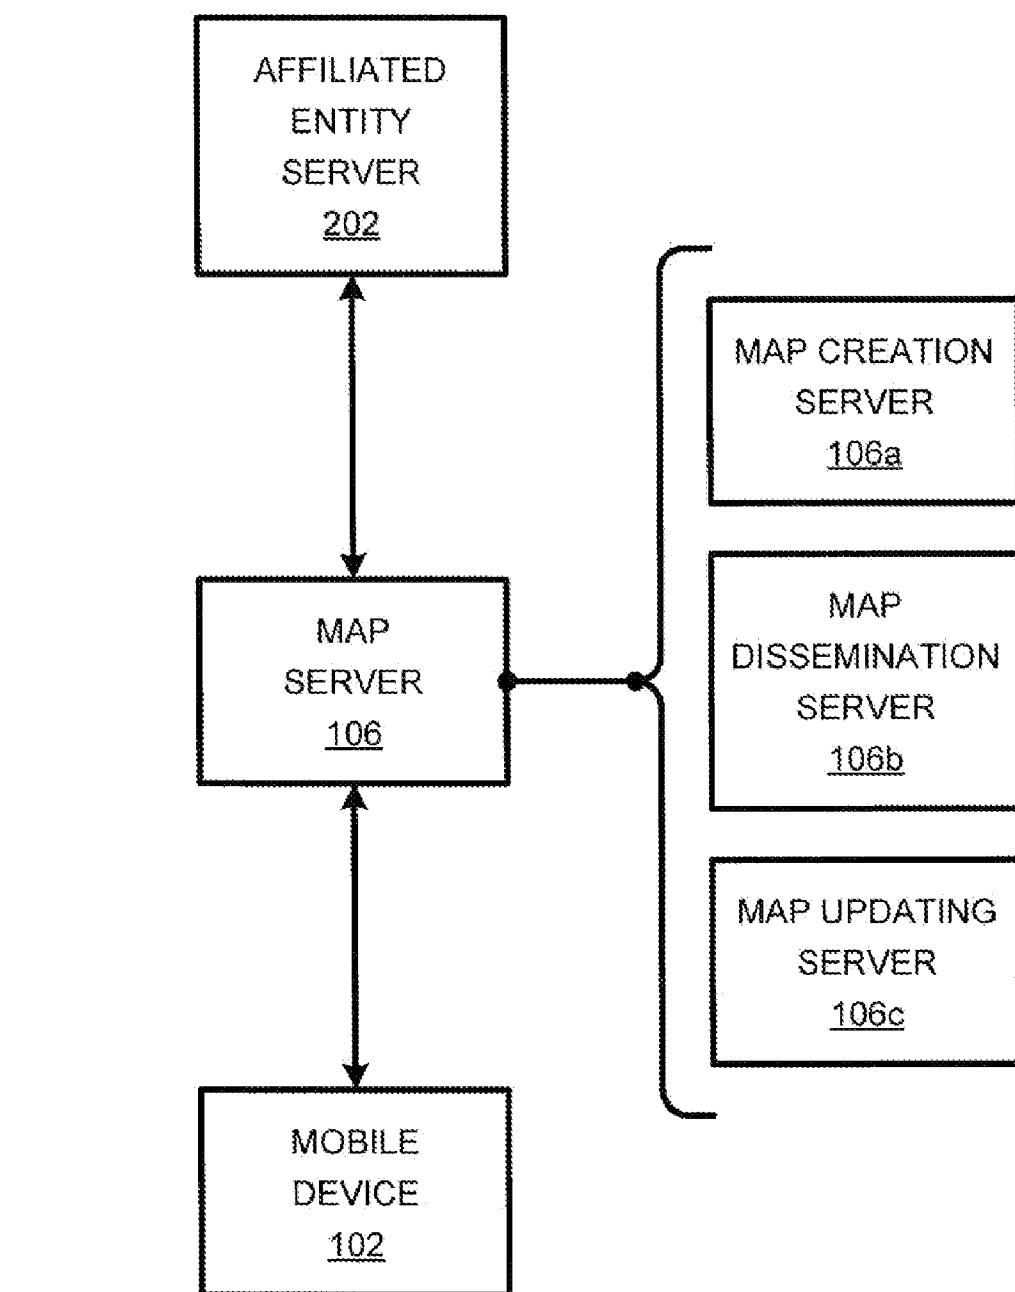 AFFILIATED
ENTITY
SERVER
202
MAP CREATION
SERVER
106a
MAP
SERVER
106
MAP
DISSEMINATION
SERVER
106b
MAP UPDATING
SERVER
106c
MOBILE
DEVICE
102